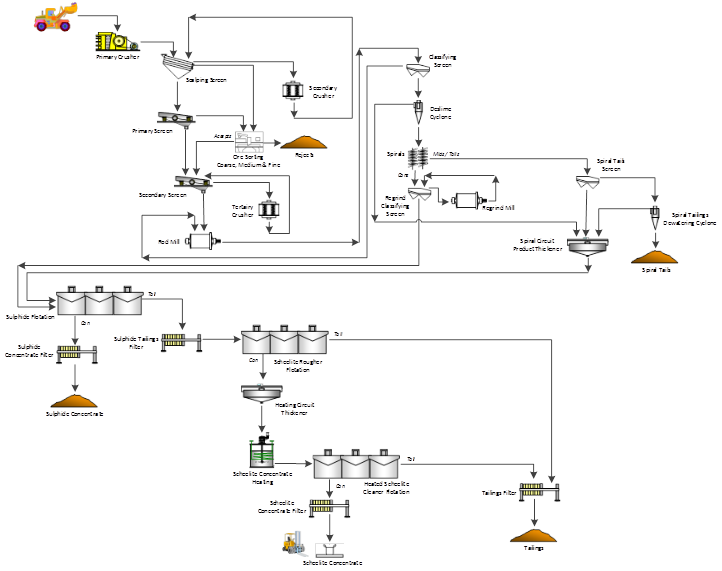 Primary Crusher
Scalping Screen
Secondary
Crusher
Classifying
Screen
Deslime
Cyclone
Primary Screen
Accepts
Ore Sorting
Coarse, Medium & Fine
Rejects
Spirals
Mids/ Tails
Con
Spiral Tails
Screen
Secondary Screen
Tertiary
Crusher
Regrind
Classifying
Screen
Regrind Mill
Spiral Tailings
Dewatering Cyclone
Rod Mill
Spiral Circuit
Product Thickener
Spiral Tails
Tail
Sulphide Flotation
Con
Sulphide
Concentrate Filter
Sulphide Tailings
Filter
Tail
Con
Scheelite Rougher
Flotation
Sulphide Concentrate
Heating Circuit
Thickener
Scheelite Concentrate
Heating
Tail
Con
Heated Scheelite
Cleaner Flotation
Scheelite
Concentrate Filter
Tailings Filter
Tailings
Scheelite Concentrate